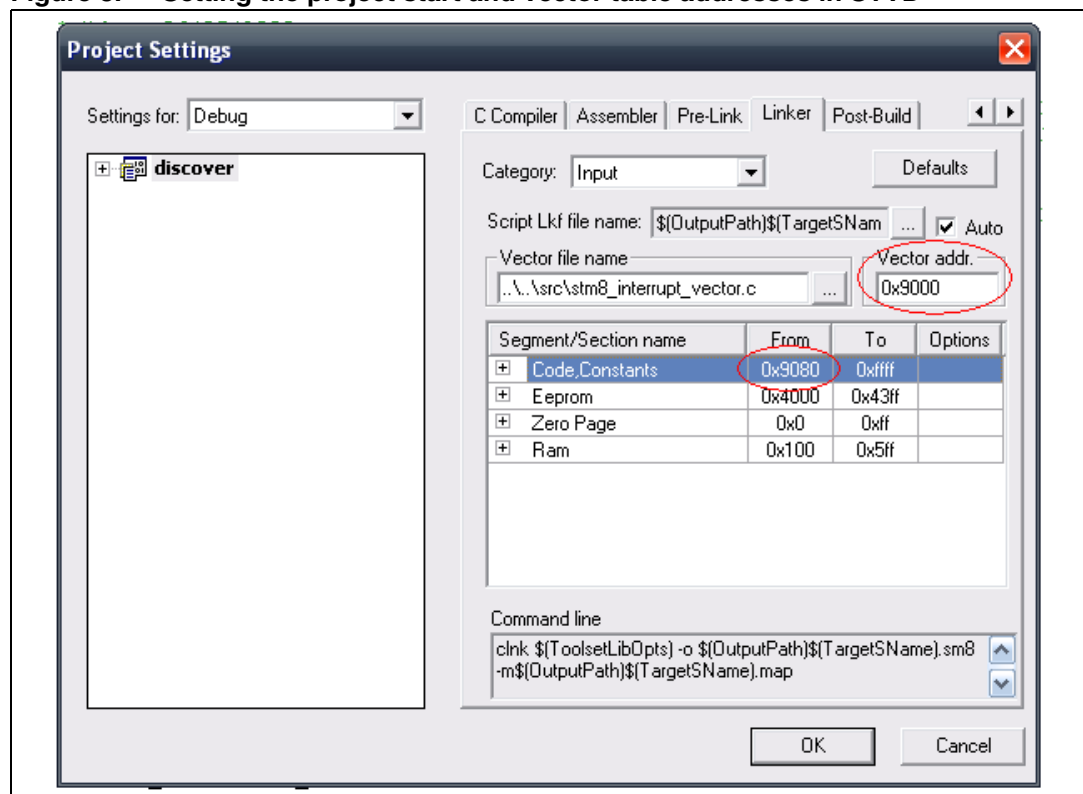 Project Settings
Settings for: Debug
discover
C Compiler Assembler Pre-Link Linker Post-Build
Category: Input Defaults
Script Lkf file name: $(OutputPath)$(TargetSNam ... Auto
Vector file name Vector addr.
..\..\src\stm8_interrupt_vector.c ... 0x9000
Segment/Section name From To Options
Code,Constants 0x9080 0xffff
Eeprom 0x4000 0x43ff
Zero Page 0x0 0xff
Ram 0x100 0x5ff
Command line
clnk $(ToolsetLibOpts) -o $(OutputPath)$(TargetSName).sm8
-m$(OutputPath)$(TargetSName).map
OK Cancel